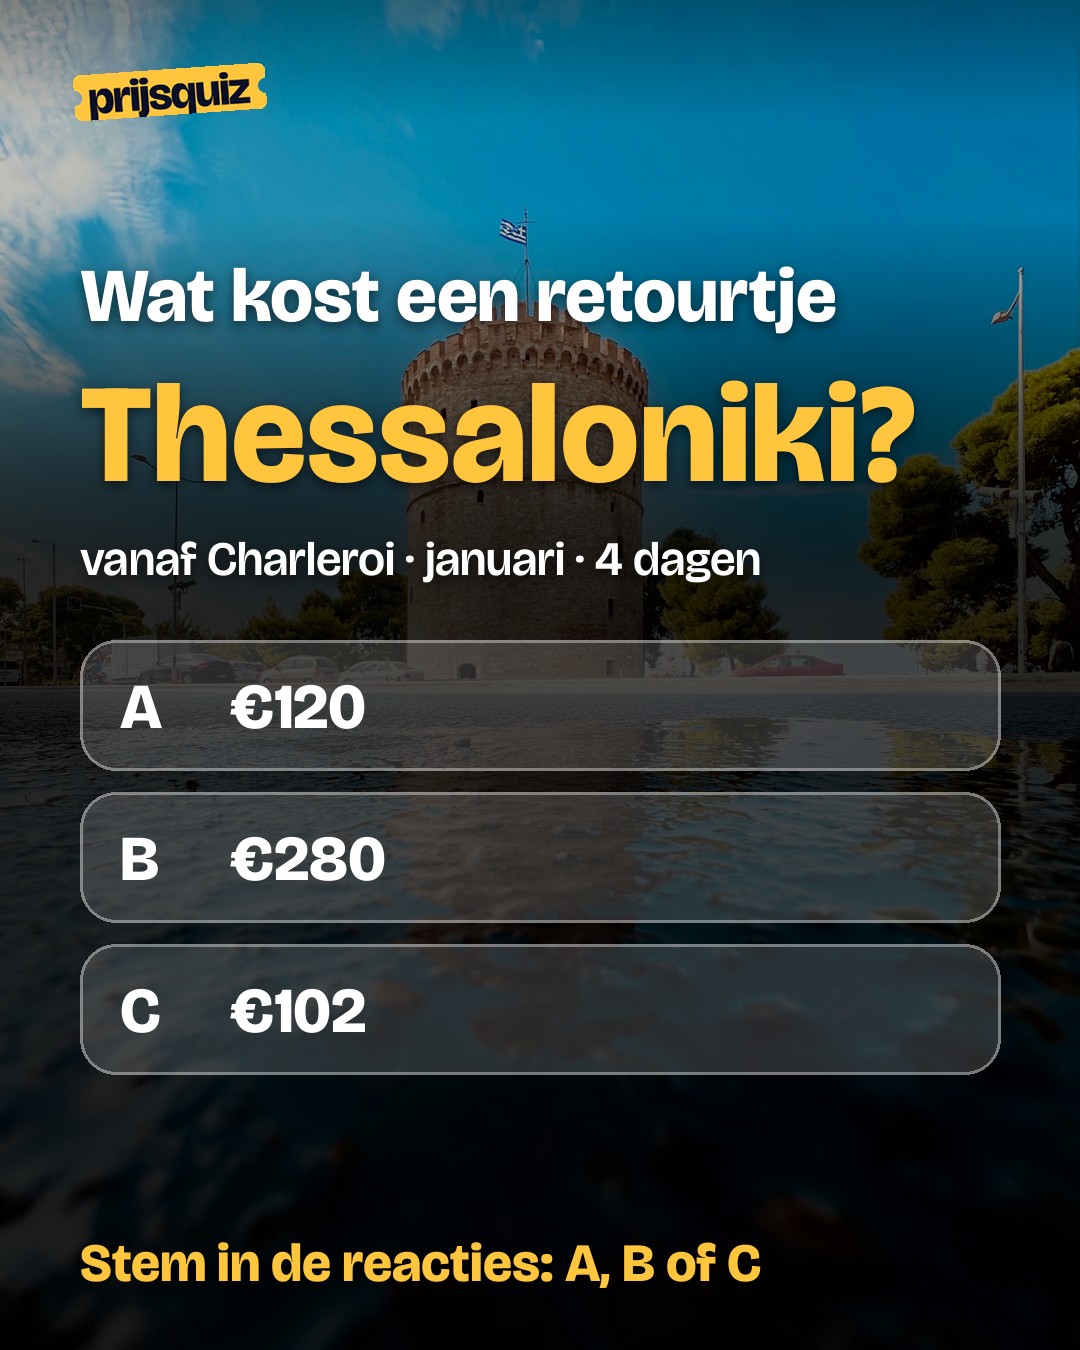 prijsquiz
Wat kost een retourtje
Thessaloniki?
vanaf Charleroi · januari · 4 dagen
A €120
B €280
C €102
Stem in de reacties: A, B of C